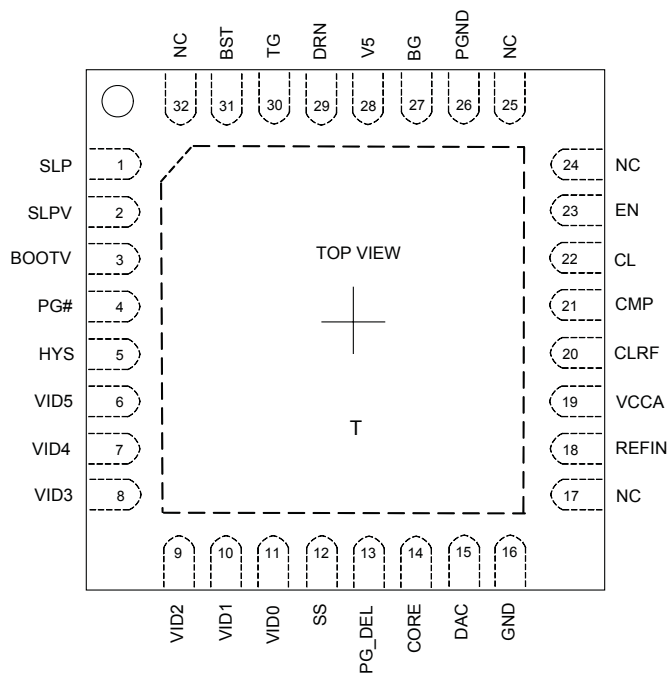 NC BST TG DRN V5 BG PGND NC
32 31 30 29 28 27 26 25
SLP 1 24 NC
SLPV 2 23 EN
BOOTV 3 22 CL
TOP VIEW
PG# 4 21 CMP
HYS 5 20 CLRF
VID5 6 19 VCCA
T
VID4 7 18 REFIN
VID3 8 17 NC
9 10 11 12 13 14 15 16
VID2 VID1 VID0 SS PG_DEL CORE DAC GND